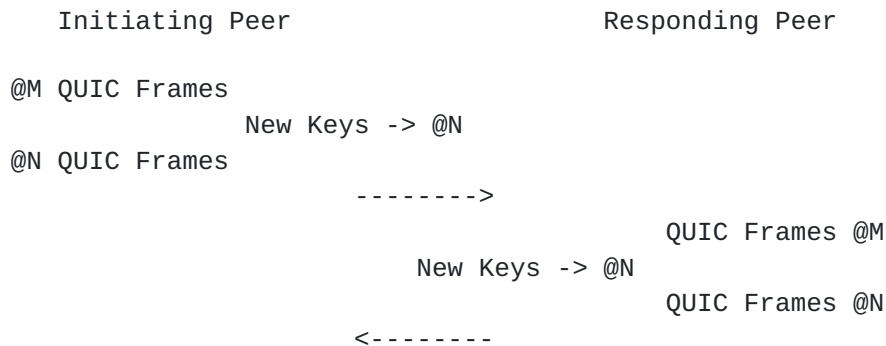 Initiating Peer Responding Peer
@M QUIC Frames
New Keys -> @N
@N QUIC Frames
-------->
QUIC Frames @M
New Keys -> @N
QUIC Frames @N
<--------